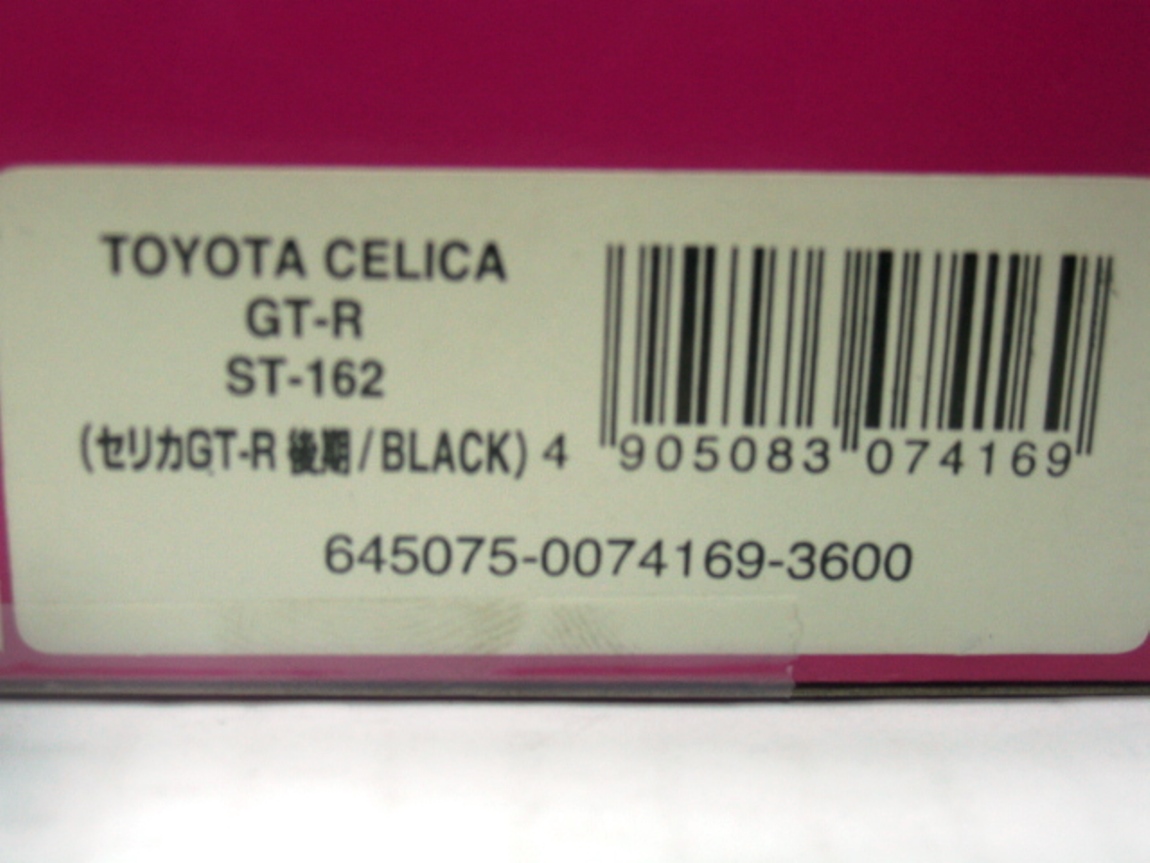 TOYOTA CELICA
GT-R
ST-162
(セリカGT-R 後期/BLACK)
4 905083 074169
645075-0074169-3600